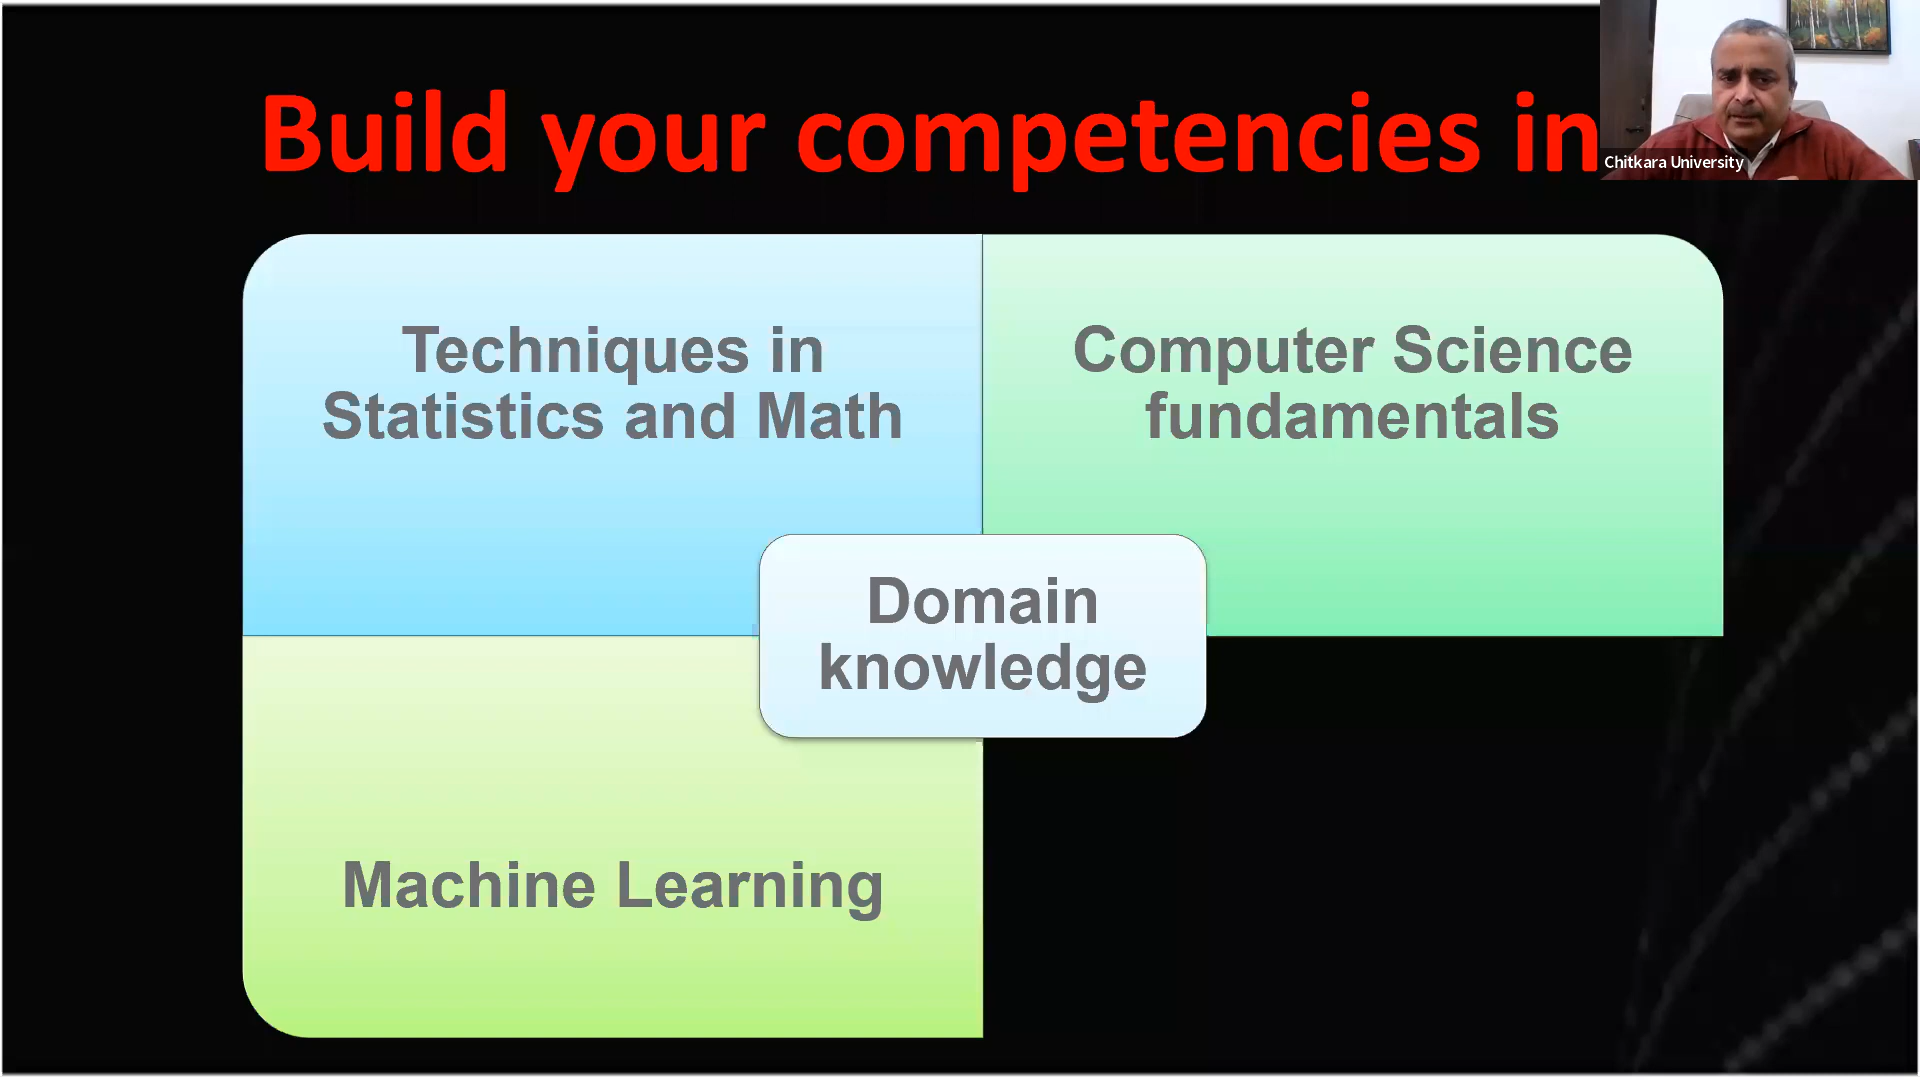 Build your competencies in
Chitkara University
Techniques in
Statistics and Math
Computer Science
fundamentals
Domain
knowledge
Machine Learning